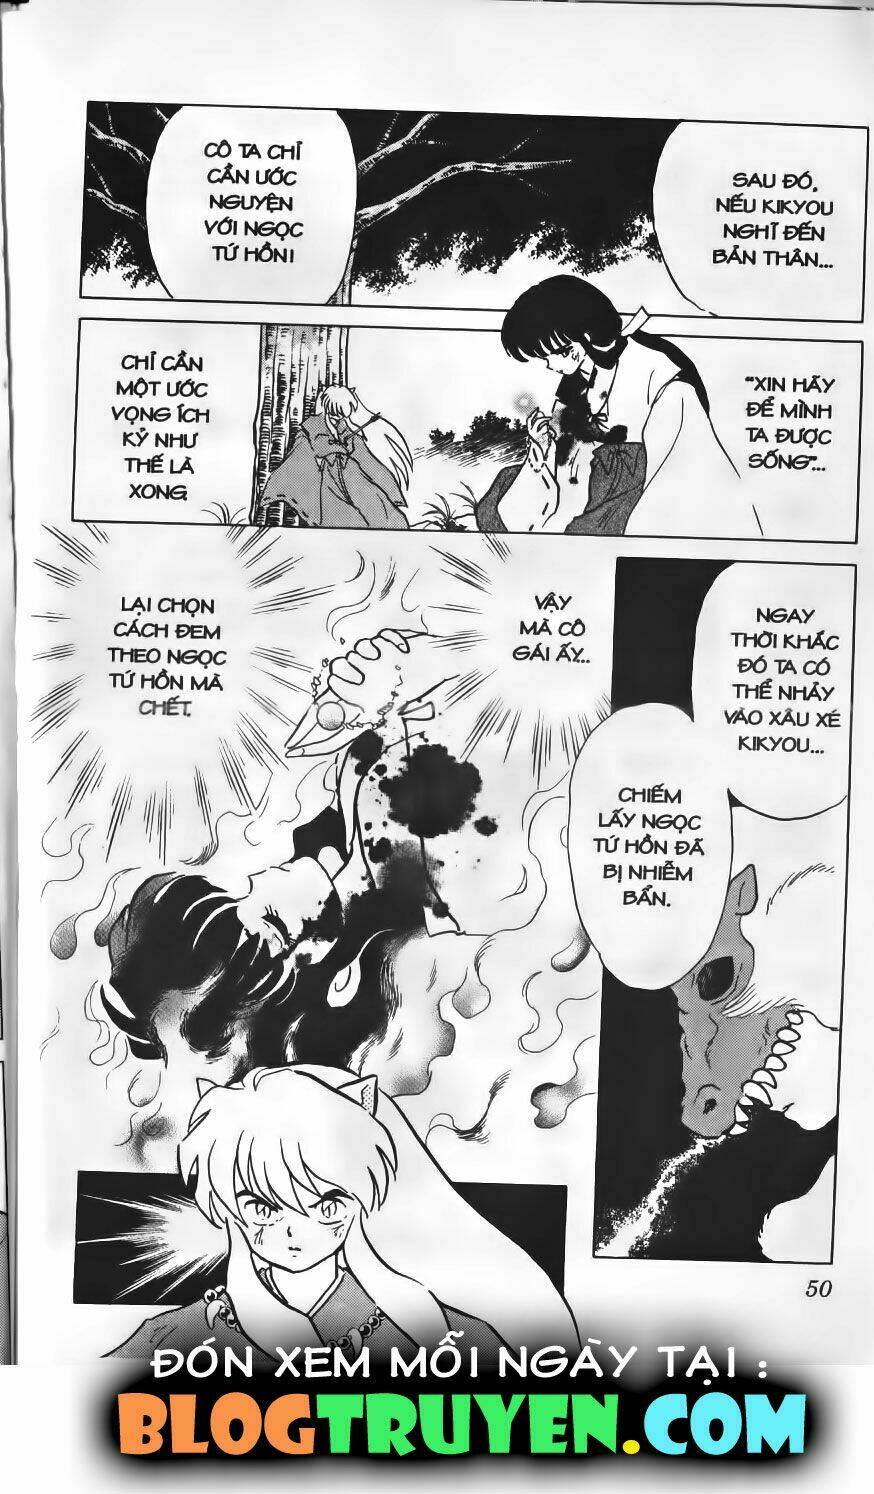 SAU ĐÓ,
NẾU KIKYOU
NGHĨ ĐẾN
BẢN THÂN...
CÔ TA CHỈ
CẦN ƯỚC
NGUYỆN
VỚI NGỌC
TỨ HỒN!
"XIN HÃY
ĐỂ MÌNH
TA ĐƯỢC
SỐNG"...
CHỈ CẦN
MỘT ƯỚC
VỌNG ÍCH
KỶ NHƯ
THẾ LÀ
XONG.
NGAY
THỜI KHẮC
ĐÓ TA CÓ
THỂ NHẢY
VÀO XÂU XÉ
KIKYOU...
CHIẾM
LẤY NGỌC
TỨ HỒN ĐÃ
BỊ NHIỄM
BẨN.
VẬY
MÀ CÔ
GÁI ẤY...
LẠI CHỌN
CÁCH ĐEM
THEO NGỌC
TỨ HỒN MÀ
CHẾT.
50
ĐÓN XEM MỖI NGÀY TẠI :
BLOGTRUYEN.COM